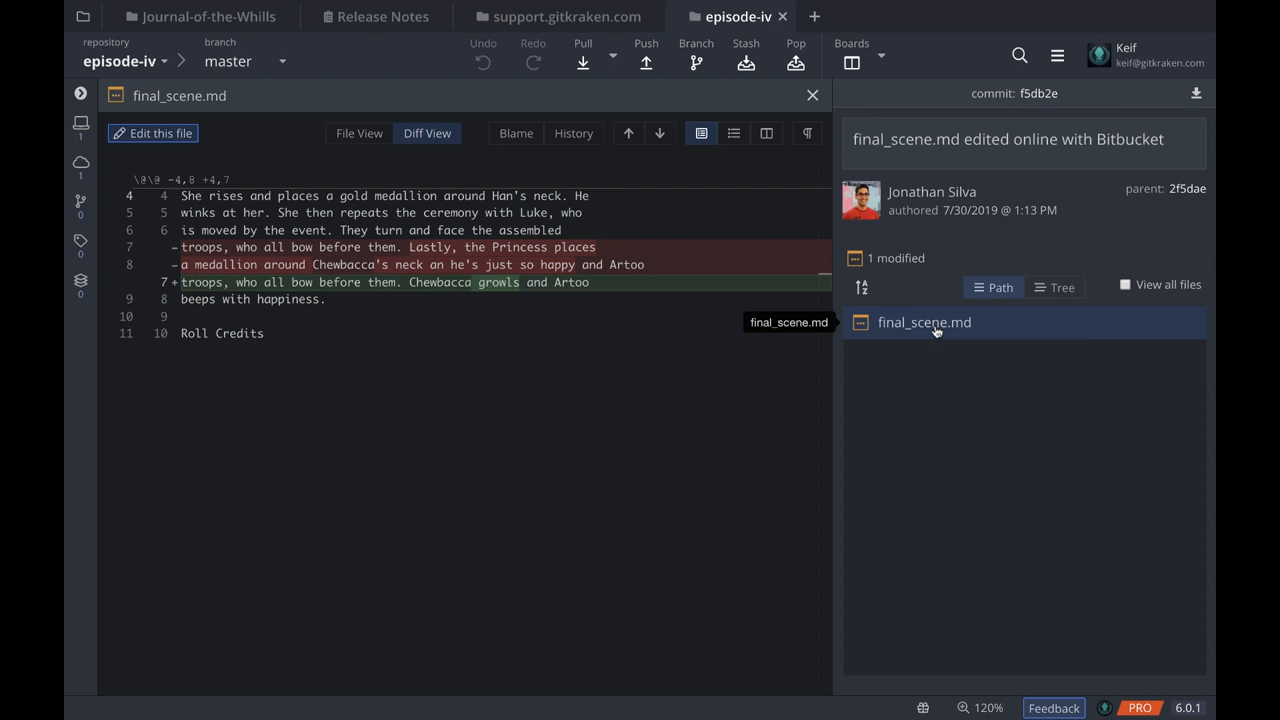 Journal-of-the-Whills
Release Notes
support.gitkraken.com
episode-iv
repository
episode-iv
branch
master
Undo
Redo
Pull
Push
Branch
Stash
Pop
Boards
Keif
keif@gitkraken.com
final_scene.md
Edit this file
File View
Diff View
Blame
History
\@\@ -4,8 +4,7
4 4 She rises and places a gold medallion around Han's neck. He
5 5 winks at her. She then repeats the ceremony with Luke, who
6 6 is moved by the event. They turn and face the assembled
7 - troops, who all bow before them. Lastly, the Princess places
8 - a medallion around Chewbacca's neck an he's just so happy and Artoo
7 + troops, who all bow before them. Chewbacca growls and Artoo
9 8 beeps with happiness.
10 9
11 10 Roll Credits
1
1
0
0
0
commit: f5db2e
final_scene.md edited online with Bitbucket
Jonathan Silva
authored 7/30/2019 @ 1:13 PM
parent: 2f5dae
1 modified
Path
Tree
View all files
final_scene.md
final_scene.md
120%
Feedback
PRO
6.0.1